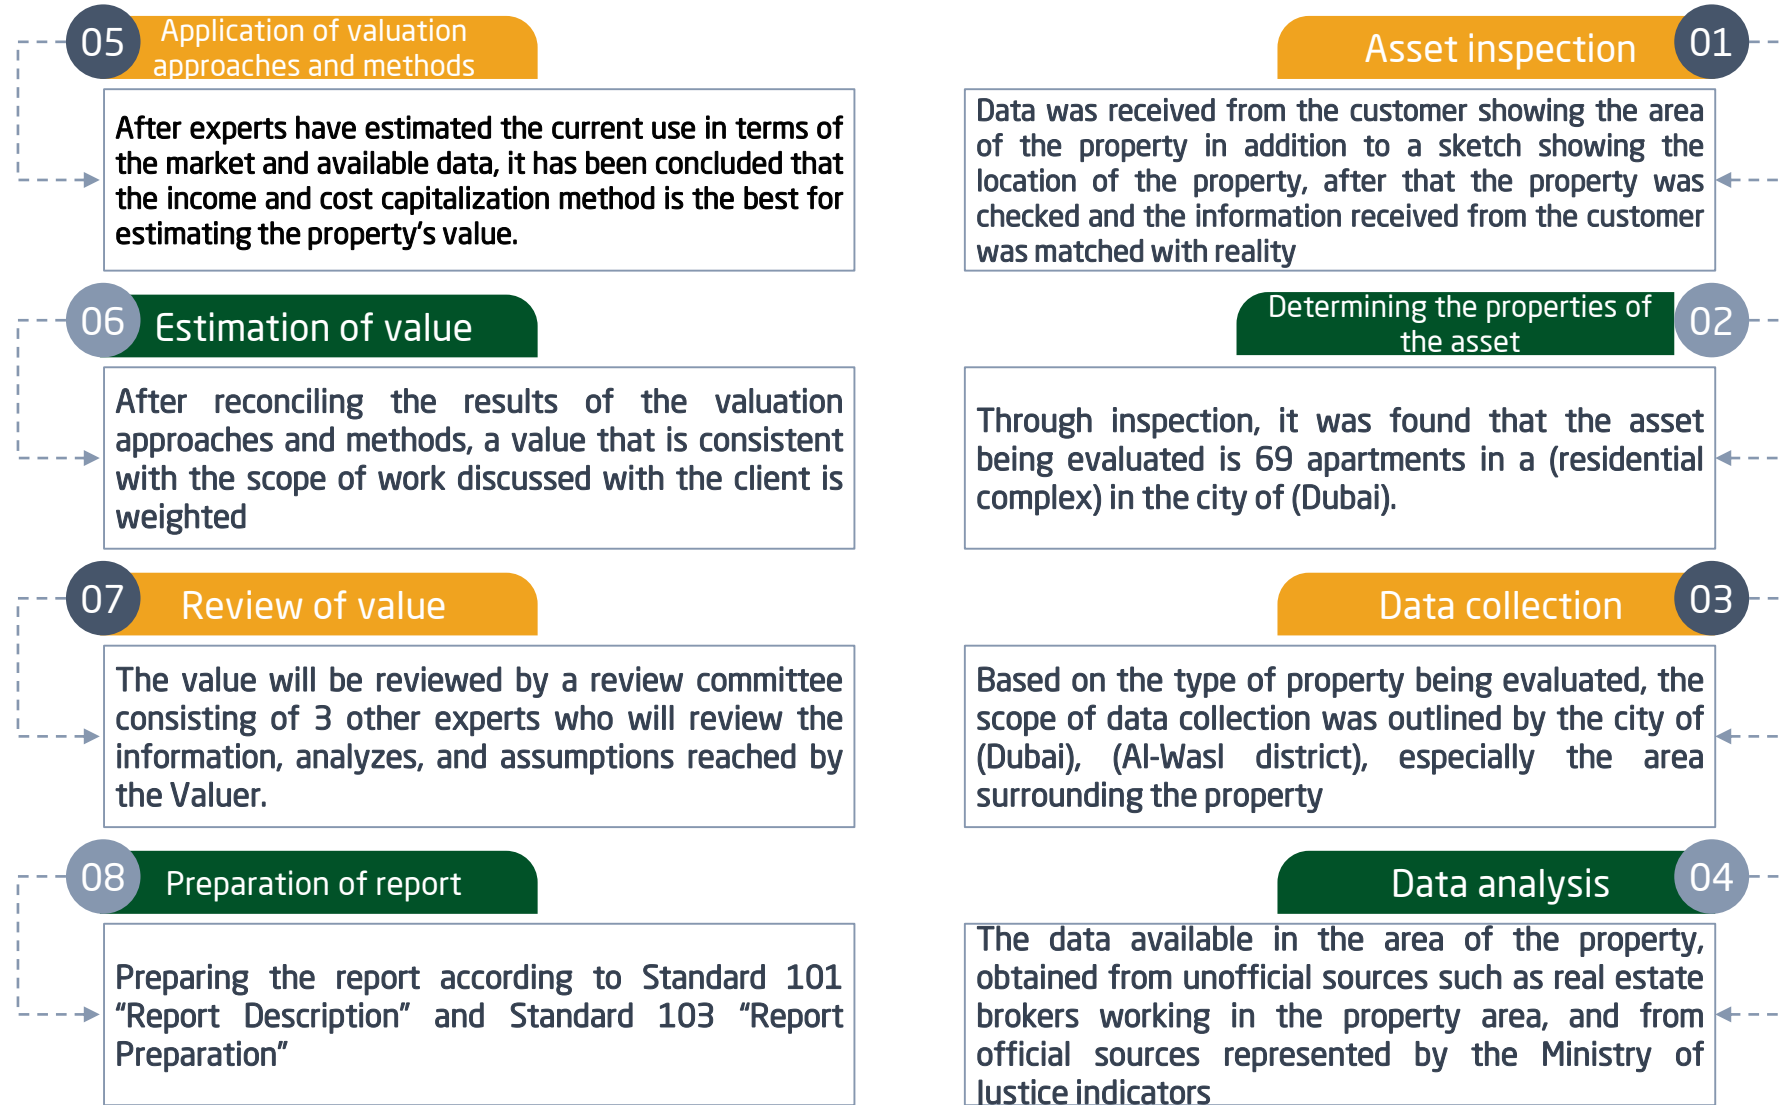 01
Asset inspection
Data was received from the customer showing the area
of the property in addition to a sketch showing the
location of the property, after that the property was
checked and the information received from the customer
was matched with reality
02
Determining the properties of
the asset
Through inspection, it was found that the asset
being evaluated is 69 apartments in a (residential
complex) in the city of (Dubai).
03
Data collection
Based on the type of property being evaluated, the
scope of data collection was outlined by the city of
(Dubai), (Al-Wasl district), especially the area
surrounding the property
04
Data analysis
The data available in the area of the property,
obtained from unofficial sources such as real estate
brokers working in the property area, and from
official sources represented by the Ministry of
Justice indicators
05
Application of valuation
approaches and methods
After experts have estimated the current use in terms of
the market and available data, it has been concluded that
the income and cost capitalization method is the best for
estimating the property's value.
06
Estimation of value
After reconciling the results of the valuation
approaches and methods, a value that is consistent
with the scope of work discussed with the client is
weighted
07
Review of value
The value will be reviewed by a review committee
consisting of 3 other experts who will review the
information, analyzes, and assumptions reached by
the Valuer.
08
Preparation of report
Preparing the report according to Standard 101
“Report Description” and Standard 103 “Report
Preparation”